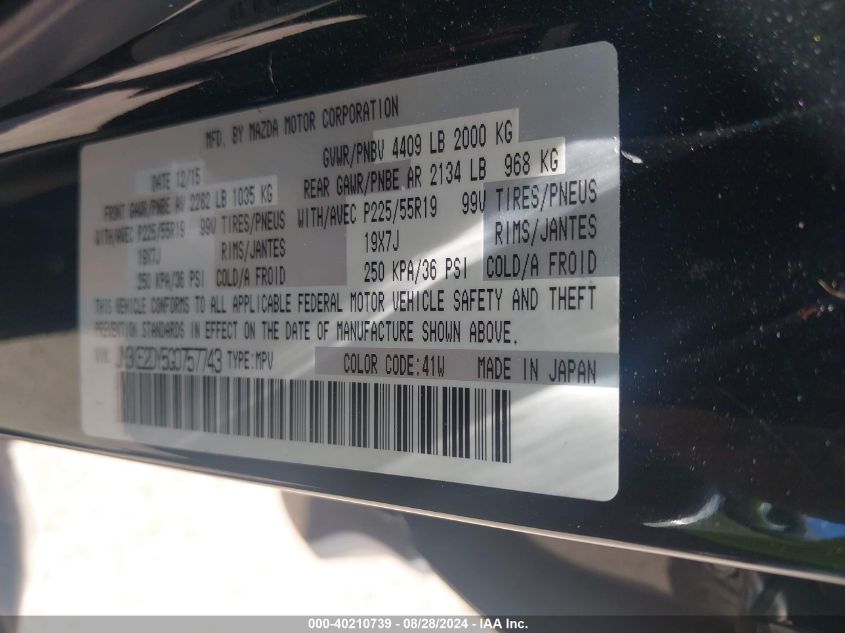 MFD. BY MAZDA MOTOR CORPORATION
DATE 12/15
GVWR/PNBV 4409 LB 2000 KG
FRONT GAWR/PNBE AV 2282 LB 1035 KG
REAR GAWR/PNBE AR 2134 LB 968 KG
WITH/AVEC P225/55R19 99V TIRES/PNEUS
WITH/AVEC P225/55R19 99V TIRES/PNEUS
19X7J RIMS/JANTES
19X7J RIMS/JANTES
250 KPA/36 PSI COLD/A FROID
250 KPA/36 PSI COLD/A FROID
THIS VEHICLE CONFORMS TO ALL APPLICABLE FEDERAL MOTOR VEHICLE SAFETY AND THEFT
PREVENTION STANDARDS IN EFFECT ON THE DATE OF MANUFACTURE SHOWN ABOVE.
TYPE:MPV COLOR CODE:41W MADE IN JAPAN
000-40210739 - 08/28/2024 - IAA Inc.